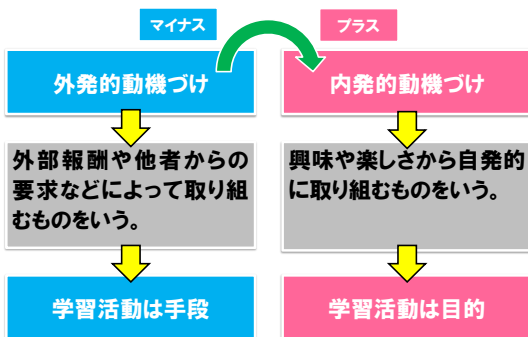 マイナス
プラス
外発的動機づけ
内発的動機づけ
外部報酬や他者からの
要求などによって取り組
むものをいう。
興味や楽しさから自発的
に取り組むものをいう。
学習活動は手段
学習活動は目的